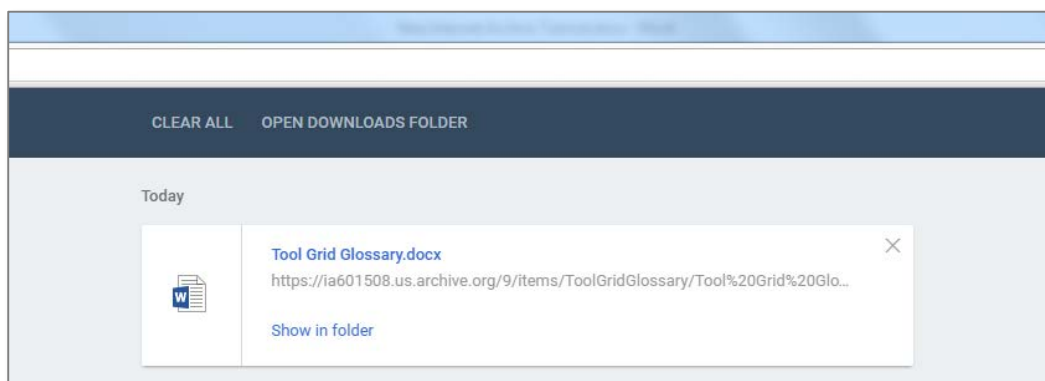 CLEAR ALL OPEN DOWNLOADS FOLDER
Today
Tool Grid Glossary.docx
https://ia601508.us.archive.org/9/items/ToolGridGlossary/Tool%20Grid%20Glo...
W
Show in folder